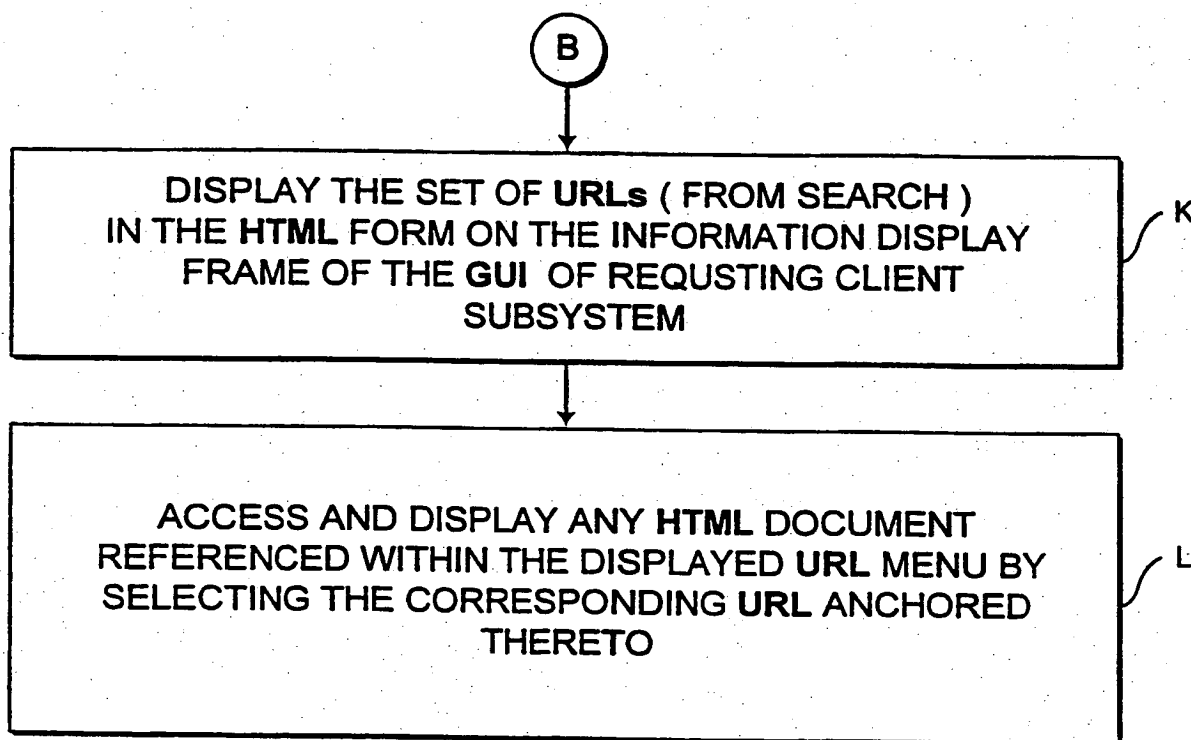 B
DISPLAY THE SET OF URLs ( FROM SEARCH )
IN THE HTML FORM ON THE INFORMATION DISPLAY
FRAME OF THE GUI OF REQUSTING CLIENT
SUBSYSTEM
K
ACCESS AND DISPLAY ANY HTML DOCUMENT
REFERENCED WITHIN THE DISPLAYED URL MENU BY
SELECTING THE CORRESPONDING URL ANCHORED
THERETO
L